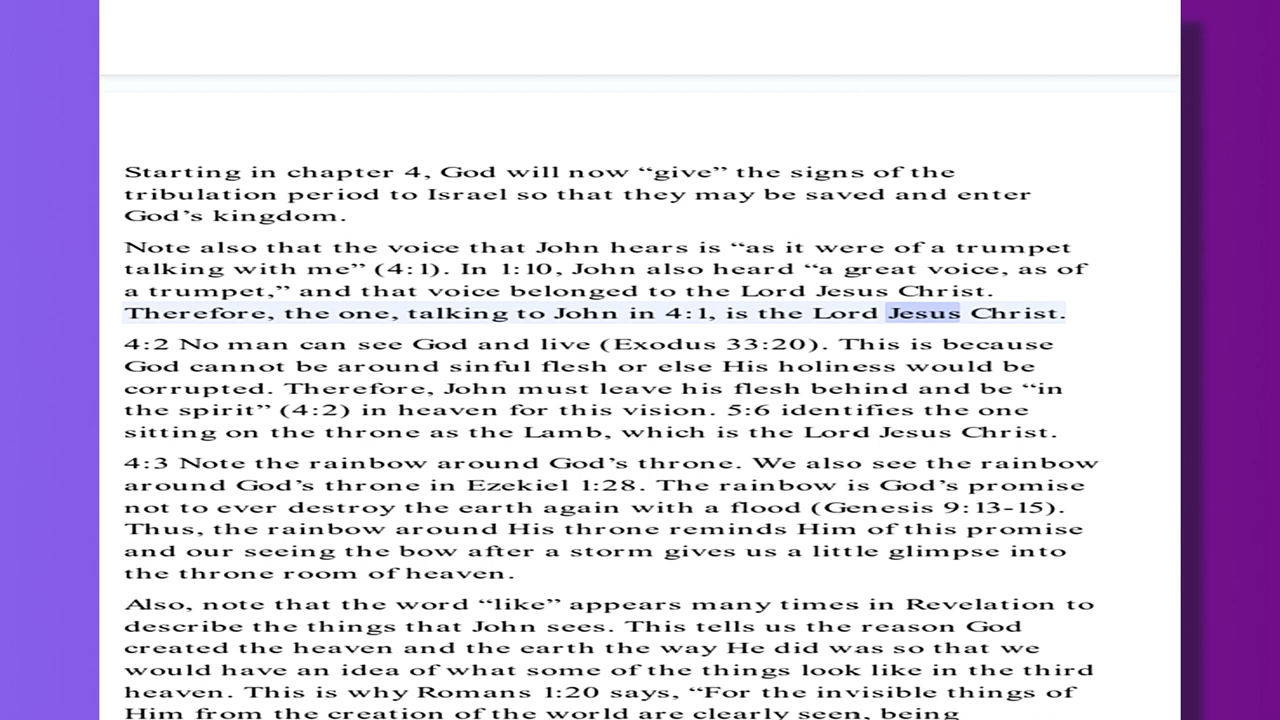 Starting in chapter 4, God will now “give” the signs of the
tribulation period to Israel so that they may be saved and enter
God’s kingdom.
Note also that the voice that John hears is “as it were of a trumpet
talking with me” (4:1). In 1:10, John also heard “a great voice, as of
a trumpet,” and that voice belonged to the Lord Jesus Christ.
Therefore, the one, talking to John in 4:1, is the Lord Jesus Christ.
4:2 No man can see God and live (Exodus 33:20). This is because
God cannot be around sinful flesh or else His holiness would be
corrupted. Therefore, John must leave his flesh behind and be “in
the spirit” (4:2) in heaven for this vision. 5:6 identifies the one
sitting on the throne as the Lamb, which is the Lord Jesus Christ.
4:3 Note the rainbow around God’s throne. We also see the rainbow
around God’s throne in Ezekiel 1:28. The rainbow is God’s promise
not to ever destroy the earth again with a flood (Genesis 9:13-15).
Thus, the rainbow around His throne reminds Him of this promise
and our seeing the bow after a storm gives us a little glimpse into
the throne room of heaven.
Also, note that the word “like” appears many times in Revelation to
describe the things that John sees. This tells us the reason God
created the heaven and the earth the way He did was so that we
would have an idea of what some of the things look like in the third
heaven. This is why Romans 1:20 says, “For the invisible things of
Him from the creation of the world are clearly seen, being